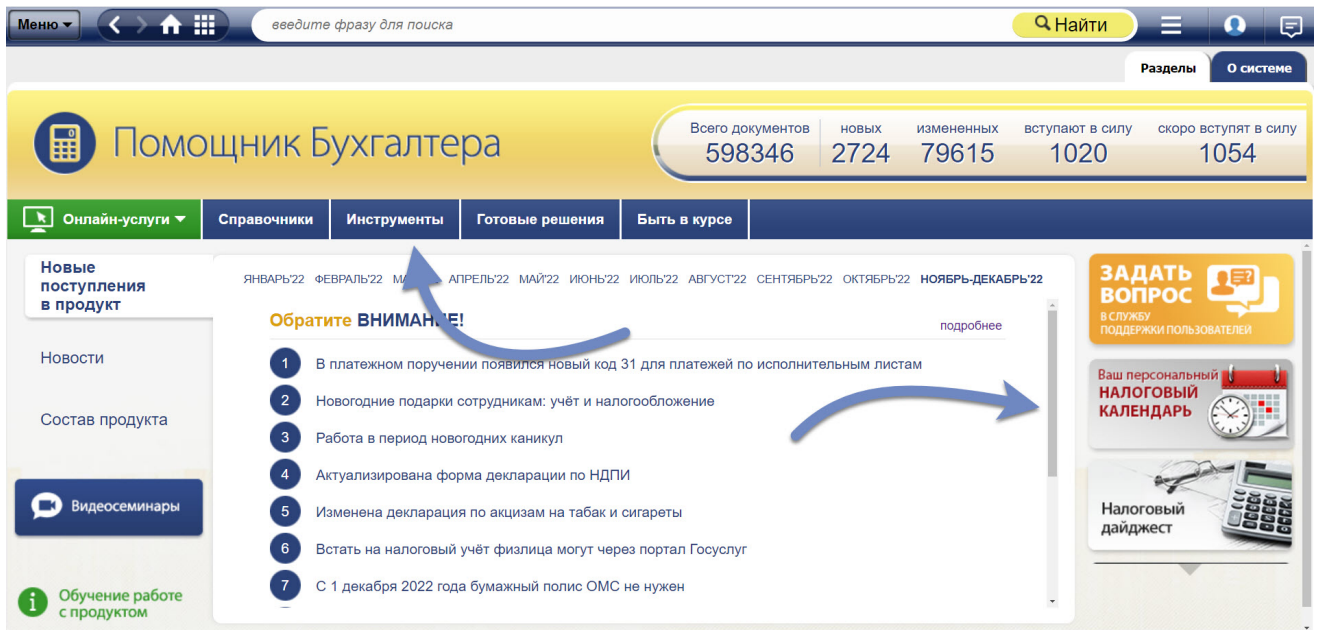 Меню
введите фразу для поиска
Найти
Разделы
О системе
Помощник Бухгалтера
Всего документов
598346
новых
2724
измененных
79615
вступают в силу
1020
скоро вступят в силу
1054
Онлайн-услуги
Справочники
Инструменты
Готовые решения
Быть в курсе
Новые
поступления
в продукт
Новости
Состав продукта
Видеосеминары
Обучение работе
с продуктом
ЯНВАРЬ'22 ФЕВРАЛЬ'22 АПРЕЛЬ'22 МАЙ'22 ИЮНЬ'22 ИЮЛЬ'22 АВГУСТ'22 СЕНТЯБРЬ'22 ОКТЯБРЬ'22 НОЯБРЬ-ДЕКАБРЬ'22
Обратите ВНИМАНИЕ!
подробнее
1 В платежном поручении появился новый код 31 для платежей по исполнительным листам
2 Новогодние подарки сотрудникам: учёт и налогообложение
3 Работа в период новогодних каникул
4 Актуализирована форма декларации по НДПИ
5 Изменена декларация по акцизам на табак и сигареты
6 Встать на налоговый учёт физлица могут через портал Госуслуг
7 С 1 декабря 2022 года бумажный полис ОМС не нужен
ЗАДАТЬ
ВОПРОС
В СЛУЖБУ
ПОДДЕРЖКИ ПОЛЬЗОВАТЕЛЕЙ
Ваш персональный
НАЛОГОВЫЙ
КАЛЕНДАРЬ
Налоговый
дайджест